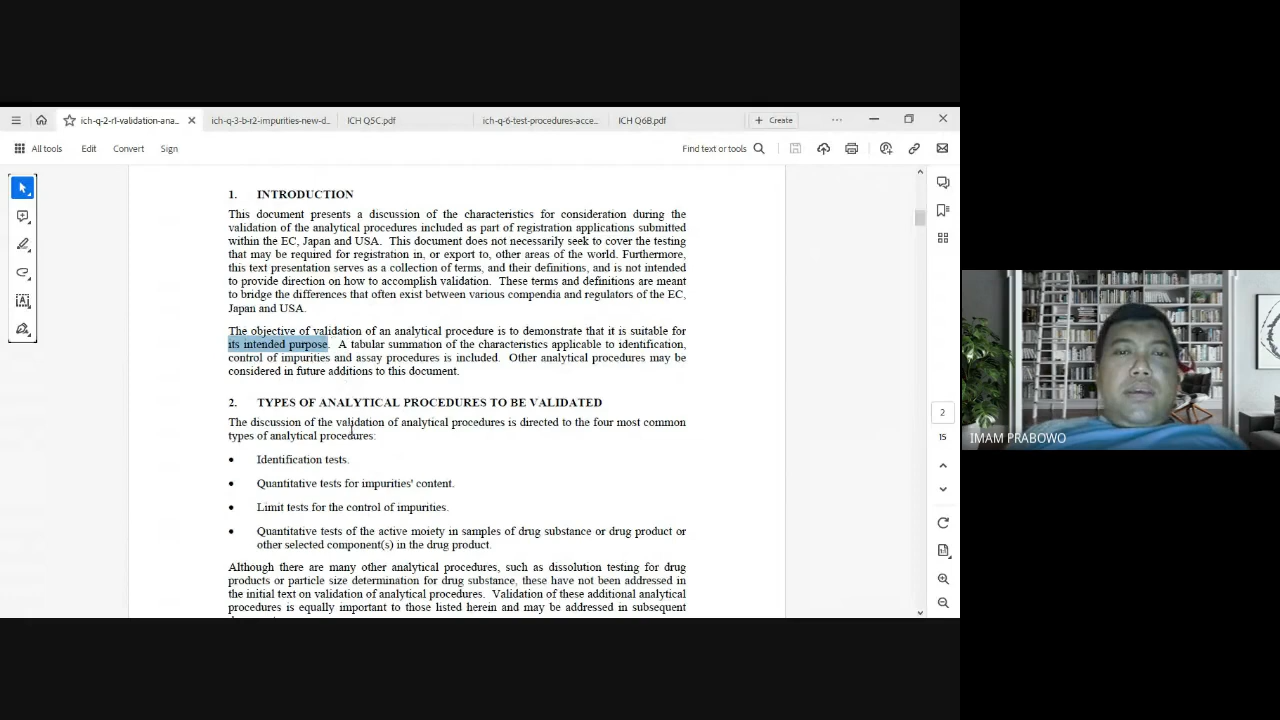 ich-q-2-r1-validation-ana...
ich-q-3-b-r2-impurities-new-d...
ICH Q5C.pdf
ich-q-6-test-procedures-acce...
ICH Q6B.pdf
Create
All tools
Edit
Convert
Sign
Find text or tools
1. INTRODUCTION
This document presents a discussion of the characteristics for consideration during the
validation of the analytical procedures included as part of registration applications submitted
within the EC, Japan and USA. This document does not necessarily seek to cover the testing
that may be required for registration in, or export to, other areas of the world. Furthermore,
this text presentation serves as a collection of terms, and their definitions, and is not intended
to provide direction on how to accomplish validation. These terms and definitions are meant
to bridge the differences that often exist between various compendia and regulators of the EC,
Japan and USA.
The objective of validation of an analytical procedure is to demonstrate that it is suitable for
its intended purpose. A tabular summation of the characteristics applicable to identification,
control of impurities and assay procedures is included. Other analytical procedures may be
considered in future additions to this document.
2. TYPES OF ANALYTICAL PROCEDURES TO BE VALIDATED
The discussion of the validation of analytical procedures is directed to the four most common
types of analytical procedures:
• Identification tests.
• Quantitative tests for impurities' content.
• Limit tests for the control of impurities.
• Quantitative tests of the active moiety in samples of drug substance or drug product or
other selected component(s) in the drug product.
Although there are many other analytical procedures, such as dissolution testing for drug
products or particle size determination for drug substance, these have not been addressed in
the initial text on validation of analytical procedures. Validation of these additional analytical
procedures is equally important to those listed herein and may be addressed in subsequent
2
15
IMAM PRABOWO